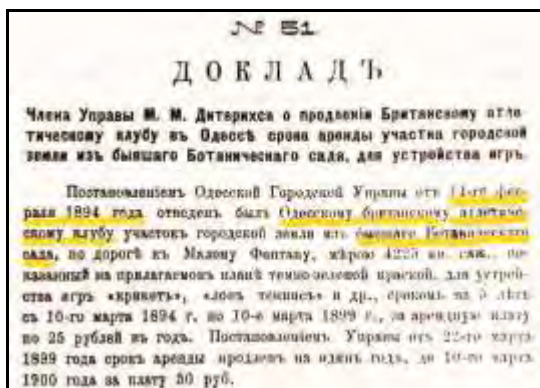 № 51
ДОКЛАДЪ
Члена Управы М. М. Дитерихса о продленіи Британскому атле
тическому клубу въ Одессѣ срока аренды участка городской
земли изъ бывшаго Ботаническаго сада, для устройства игръ
Постановленіемъ Одесской Городской Управы отъ 11-го фев-
раля 1894 года отведенъ былъ Одесскому британскому атлетиче-
скому клубу участокъ городской земли изъ бывшаго Ботаническаго
сада, по дорогѣ къ Малому Фонтану, мѣрою 4225 кв. саж., по-
казанный на прилагаемомъ планѣ темно-зеленой краской, для устрой-
ства игръ «крикетъ», «лонъ теннисъ» и др., срокомъ на 5 лѣтъ
съ 10-го марта 1894 г. по 10-е марта 1899 г., за арендную плату
по 25 рублей въ годъ. Постановленіемъ Управы отъ 22-го марта
1899 года срокъ аренды продленъ на одинъ годъ, до 10-го марта
1900 года за плату 50 руб.